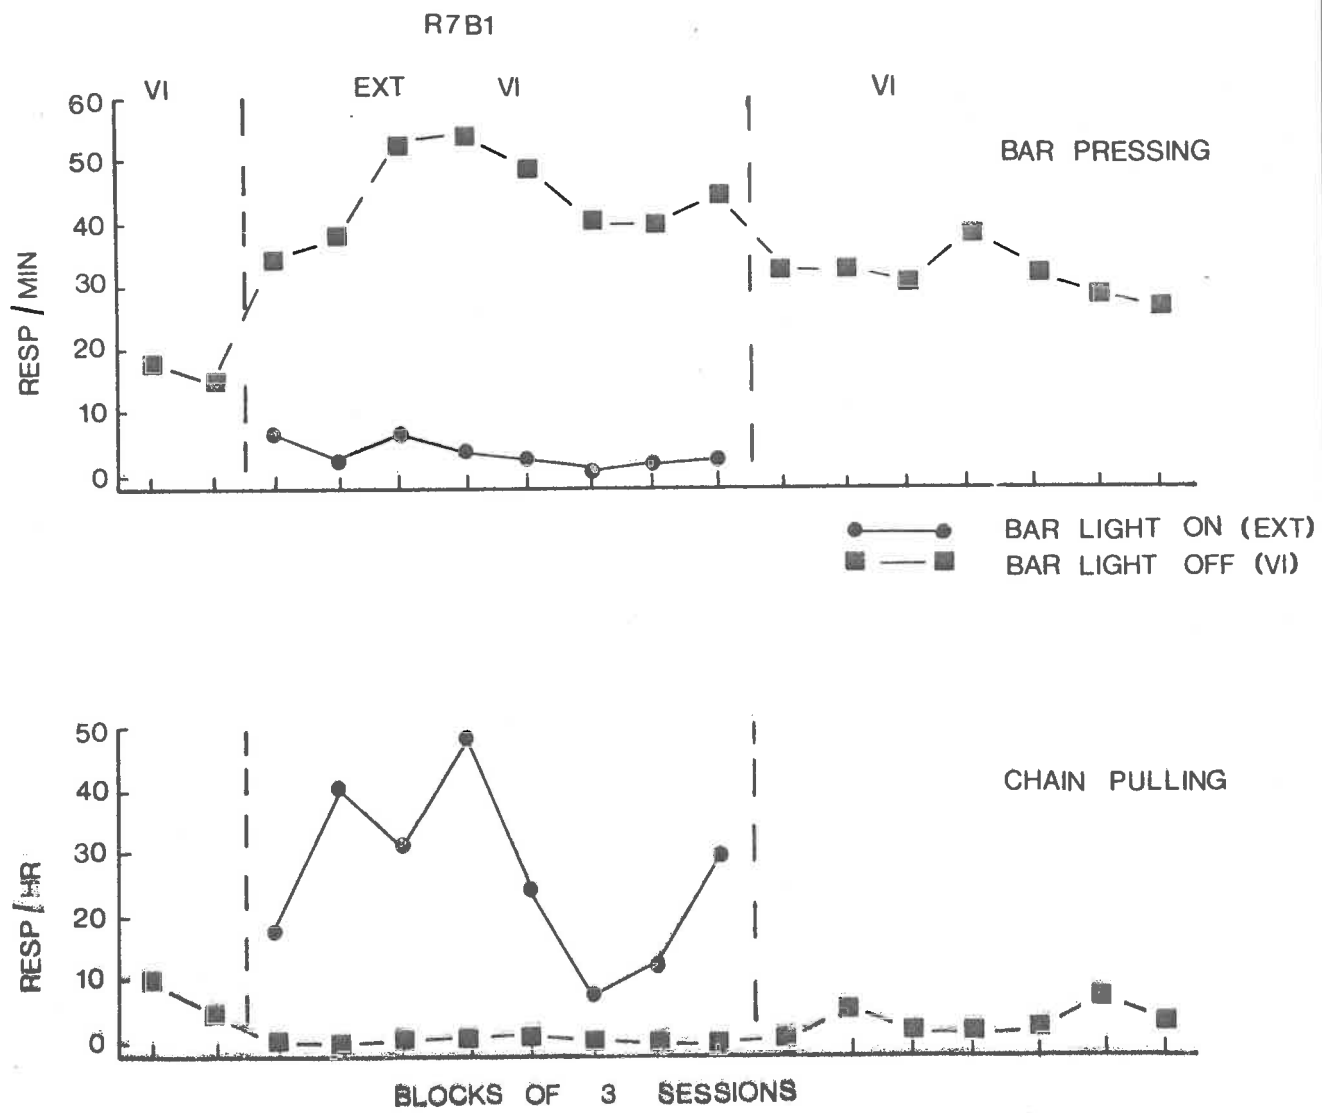 R7B1
VI EXT VI VI
60
50
40
30
20
10
0
RESP/MIN
BAR PRESSING
BAR LIGHT ON (EXT)
BAR LIGHT OFF (VI)
50
40
30
20
10
0
RESP/HR
CHAIN PULLING
BLOCKS OF 3 SESSIONS